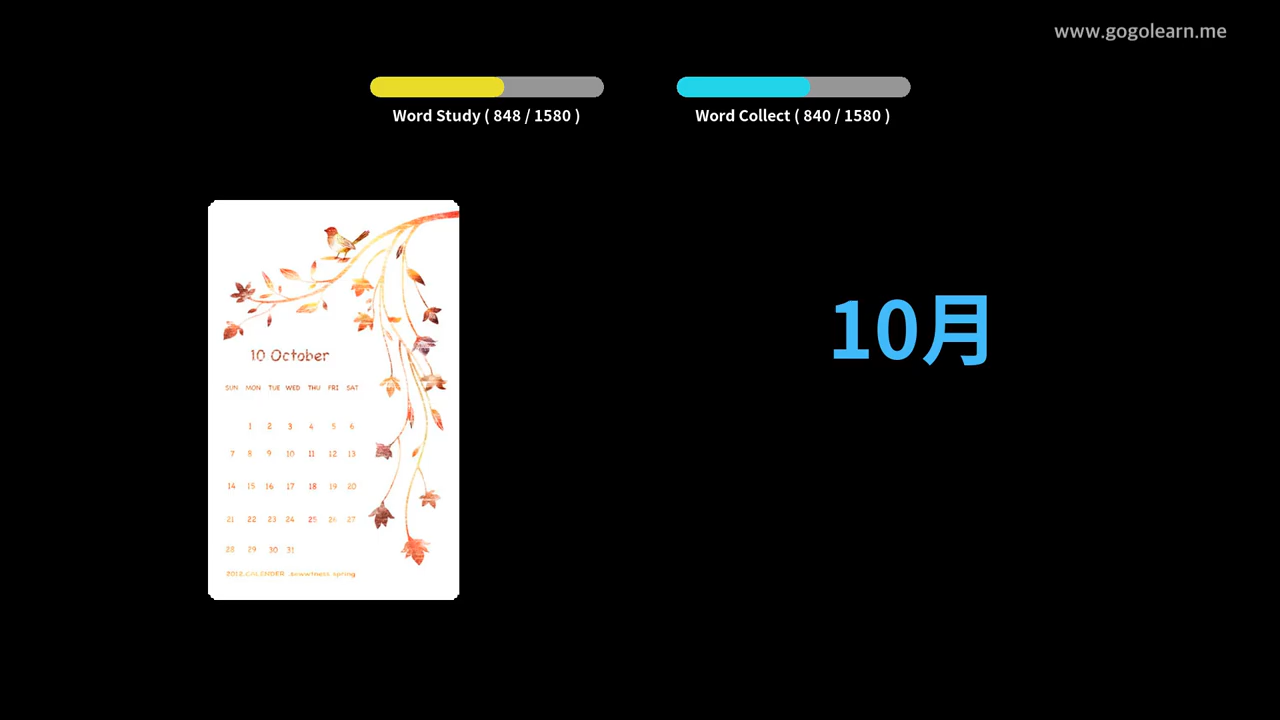 www.gogolearn.me
Word Study ( 848 / 1580 )
Word Collect ( 840 / 1580 )
10月
10 October
SUN MON TUE WED THU FRI SAT
1 2 3 4 5 6
7 8 9 10 11 12 13
14 15 16 17 18 19 20
21 22 23 24 25 26 27
28 29 30 31
2012.CALENDER